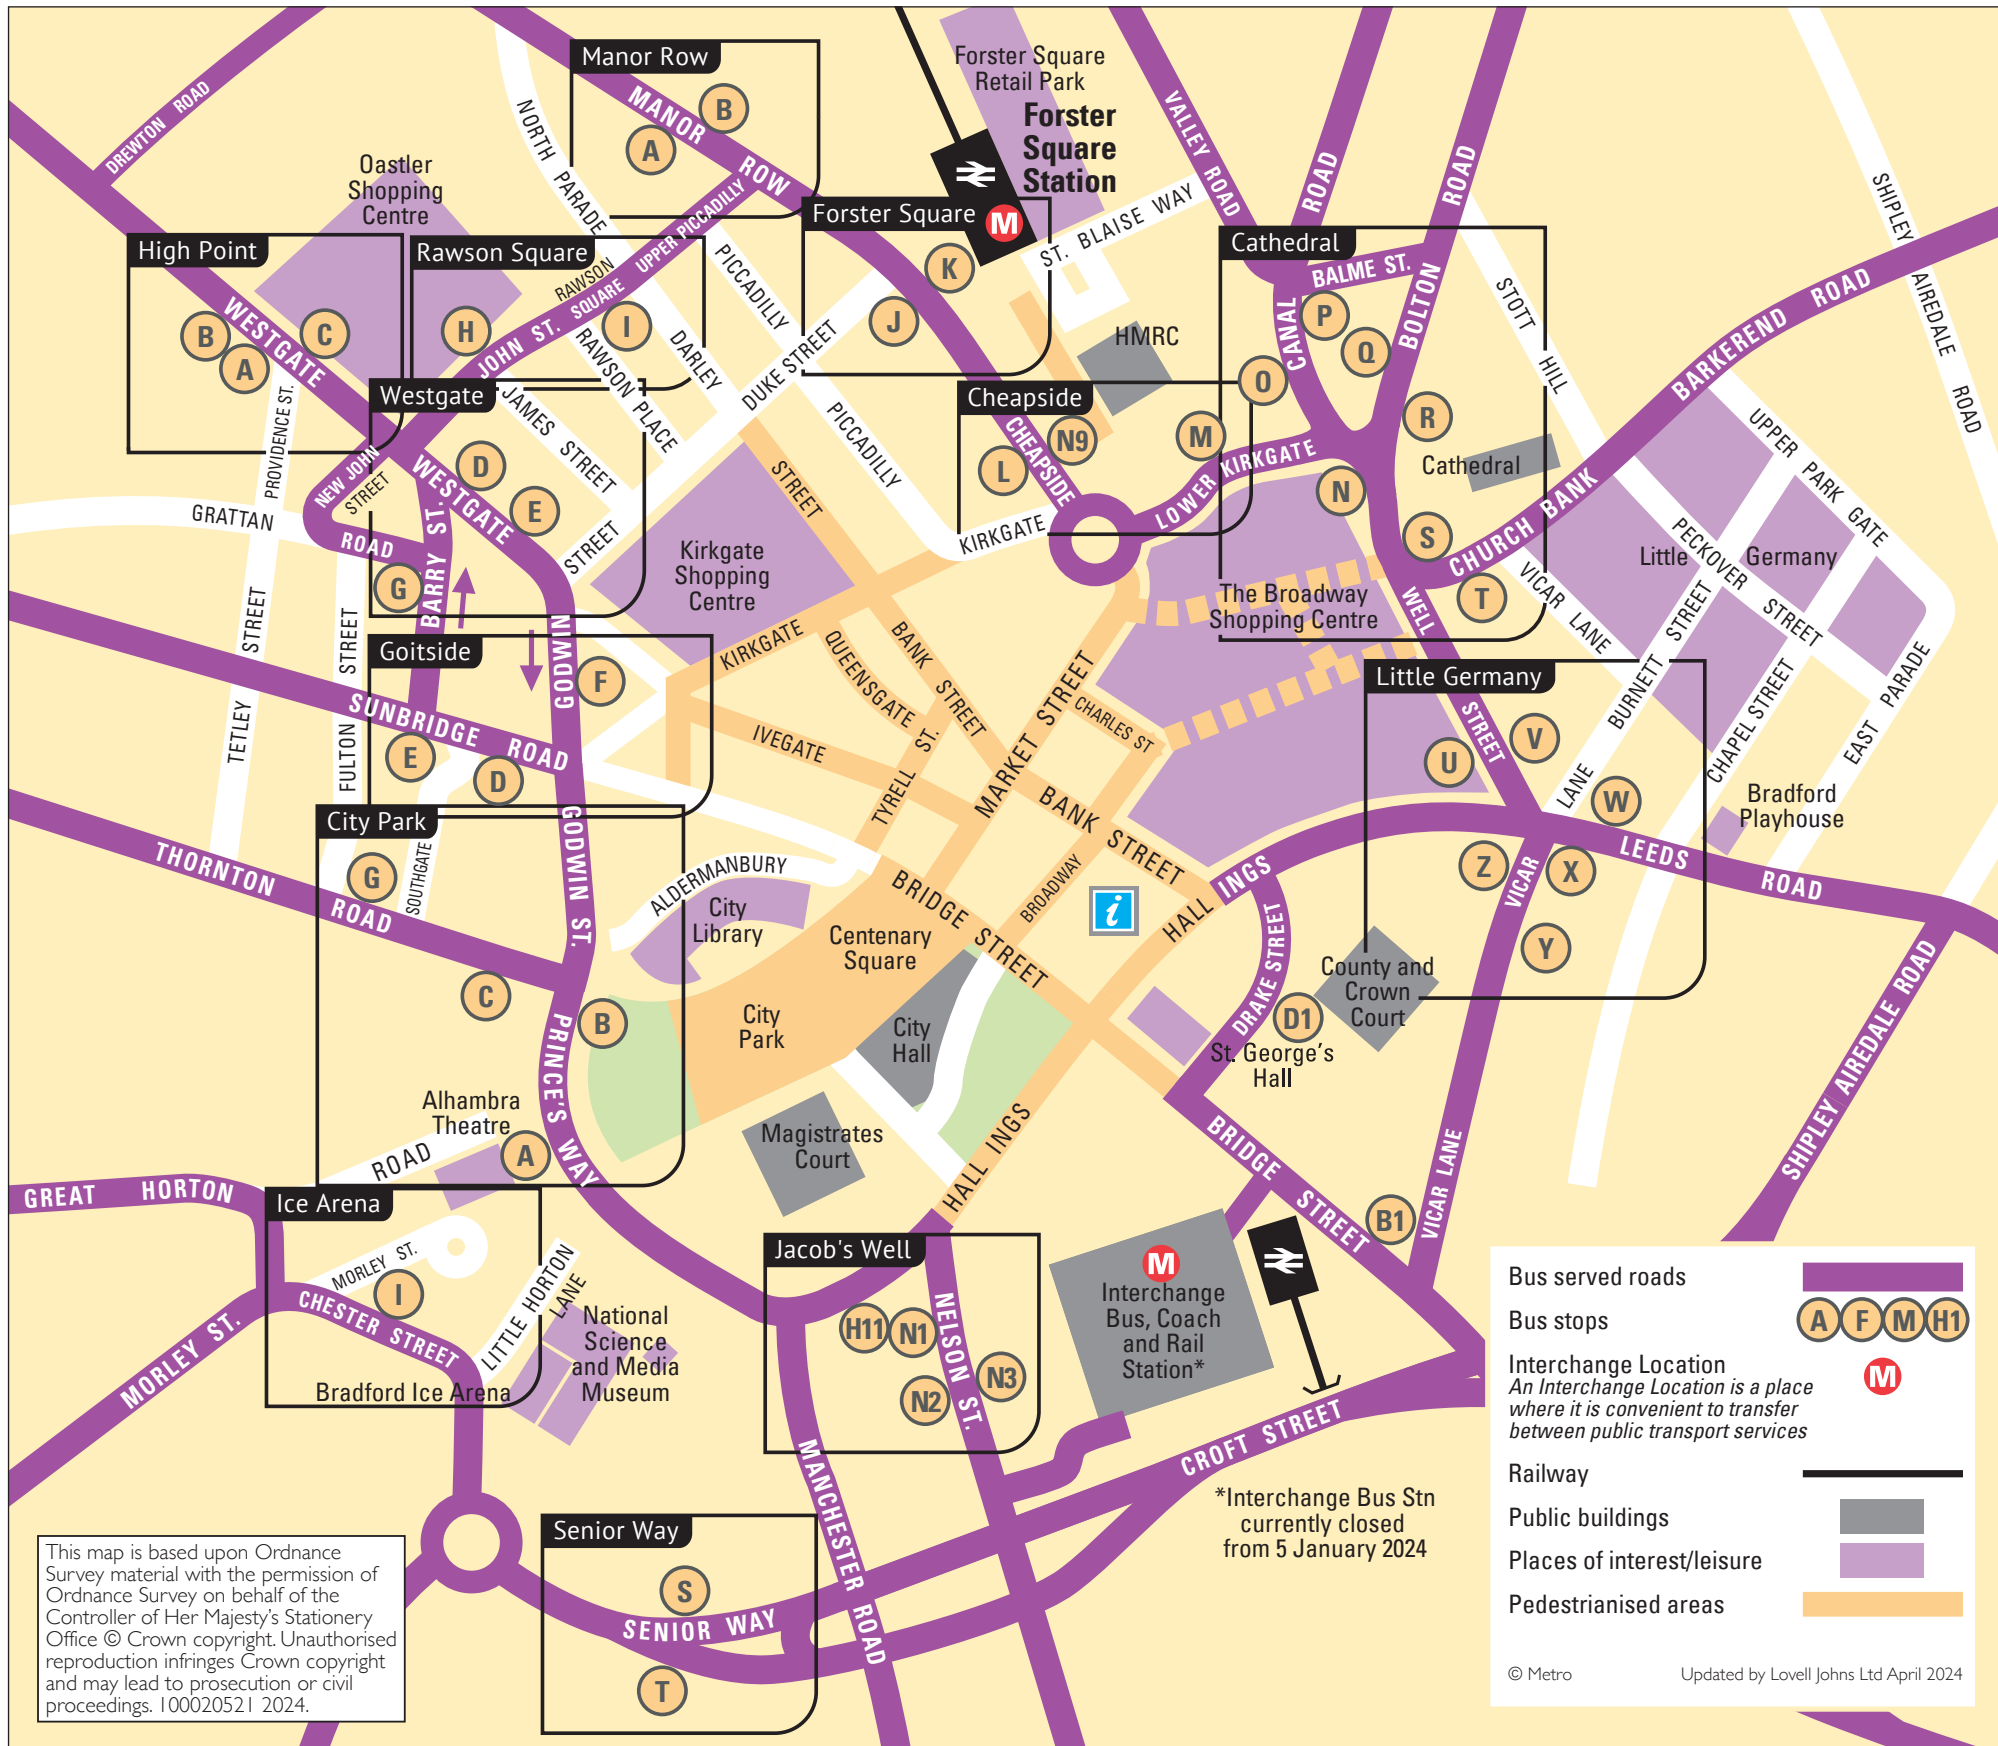 Manor Row
B
A
MANOR
ROW
DREWTON ROAD
NORTH PARADE
Forster Square
Retail Park
Forster
Square
Station
M
VALLEY ROAD
ROAD
ROAD
SHIPLEY
AIREDALE
ROAD
Oastler
Shopping
Centre
UPPER PICCADILLY
Forster Square
K
J
ST. BLAISE WAY
Cathedral
BALME ST.
CANAL
BOLTON
P
Q
O
R
N
S
T
Cathedral
STOTT
HILL
BARKEREND ROAD
High Point
B
A
C
WESTGATE
Rawson Square
H
I
RAWSON
JOHN ST. SQUARE
RAWSON PLACE
PICCADILLY
DARLEY
DUKE STREET
PICCADILLY
HMRC
Cheapside
L
N9
M
CHEAPSIDE
LOWER KIRKGATE
KIRKGATE
Westgate
D
E
G
JAMES STREET
WESTGATE
PROVIDENCE ST.
NEW JOHN
STREET
GRATTAN
ROAD
BARRY ST.
STREET
STREET
Kirkgate
Shopping
Centre
CHURCH BANK
UPPER PARK GATE
PECKOVER STREET
Little
Germany
VICAR LANE
BURNETT STREET
CHAPEL STREET
EAST PARADE
The Broadway
Shopping Centre
WELL
STREET
Goitside
F
E
D
GODWIN
SUNBRIDGE ROAD
TETLEY STREET
FULTON STREET
KIRKGATE
QUEENSGATE
BANK STREET
IVEGATE
TYRELL ST.
MARKET STREET
CHARLES ST
BANK STREET
BROADWAY
Little Germany
U
V
W
Z
X
Y
LANE
VICAR
LEEDS ROAD
Bradford
Playhouse
City Park
G
C
B
A
THORNTON ROAD
SOUTHGATE
GODWIN ST.
ALDERMANBURY
City
Library
Centenary
Square
BRIDGE STREET
i
HALL
INGS
DRAKE STREET
County and
Crown
Court
D1
St. George's
Hall
City
Park
City
Hall
PRINCE'S WAY
Alhambra
Theatre
Magistrates
Court
HALL INGS
BRIDGE STREET
B1
VICAR LANE
SHIPLEY AIREDALE ROAD
GREAT HORTON
ROAD
Ice Arena
MORLEY ST.
I
CHESTER STREET
LITTLE HORTON
LANE
MORLEY ST.
National
Science
and Media
Museum
Bradford Ice Arena
Jacob's Well
H11
N1
N2
N3
NELSON ST.
M
Interchange
Bus, Coach
and Rail
Station*
MANCHESTER ROAD
CROFT STREET
*Interchange Bus Stn
currently closed
from 5 January 2024
Senior Way
S
SENIOR WAY
T
Bus served roads
Bus stops
A F M H1
Interchange Location
M
An Interchange Location is a place
where it is convenient to transfer
between public transport services
Railway
Public buildings
Places of interest/leisure
Pedestrianised areas
© Metro
Updated by Lovell Johns Ltd April 2024
This map is based upon Ordnance
Survey material with the permission of
Ordnance Survey on behalf of the
Controller of Her Majesty's Stationery
Office © Crown copyright. Unauthorised
reproduction infringes Crown copyright
and may lead to prosecution or civil
proceedings. 100020521 2024.